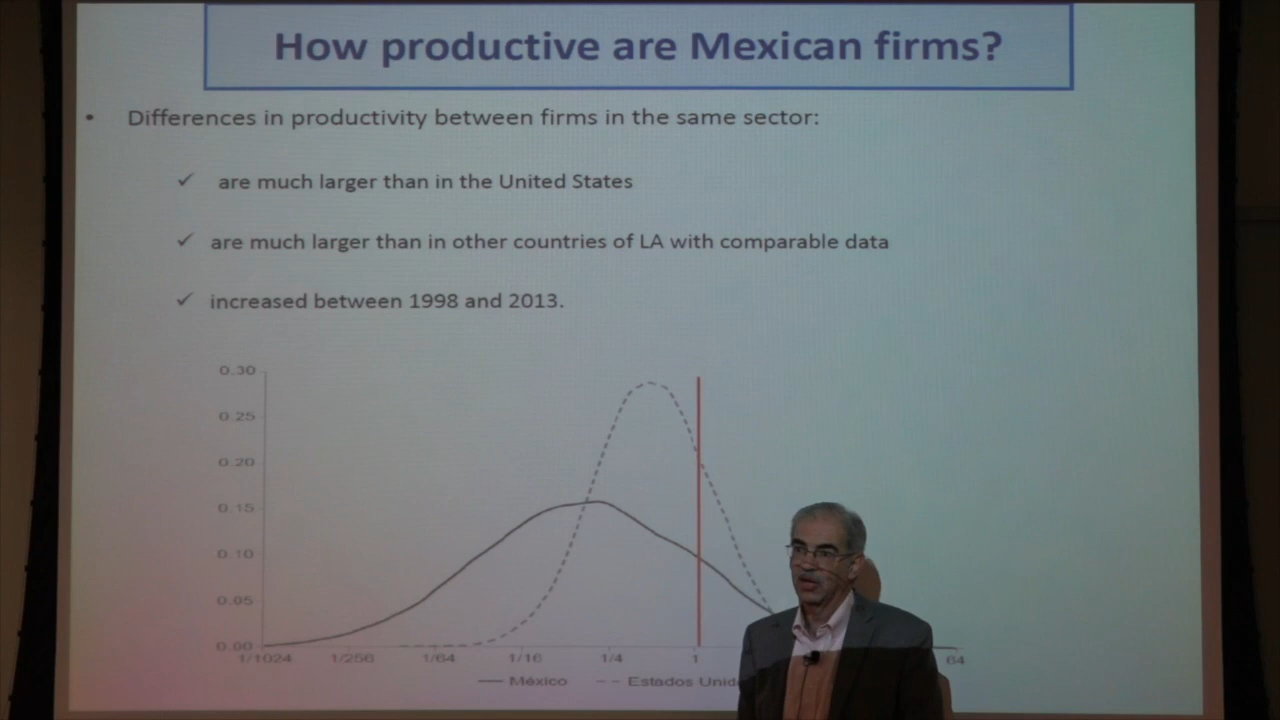 How productive are Mexican firms?
• Differences in productivity between firms in the same sector:
✓ are much larger than in the United States
✓ are much larger than in other countries of LA with comparable data
✓ increased between 1998 and 2013.
0.30
0.25
0.20
0.15
0.10
0.05
0.00
1/1024 1/256 1/64 1/16 1/4 1 64
México Estados Unid